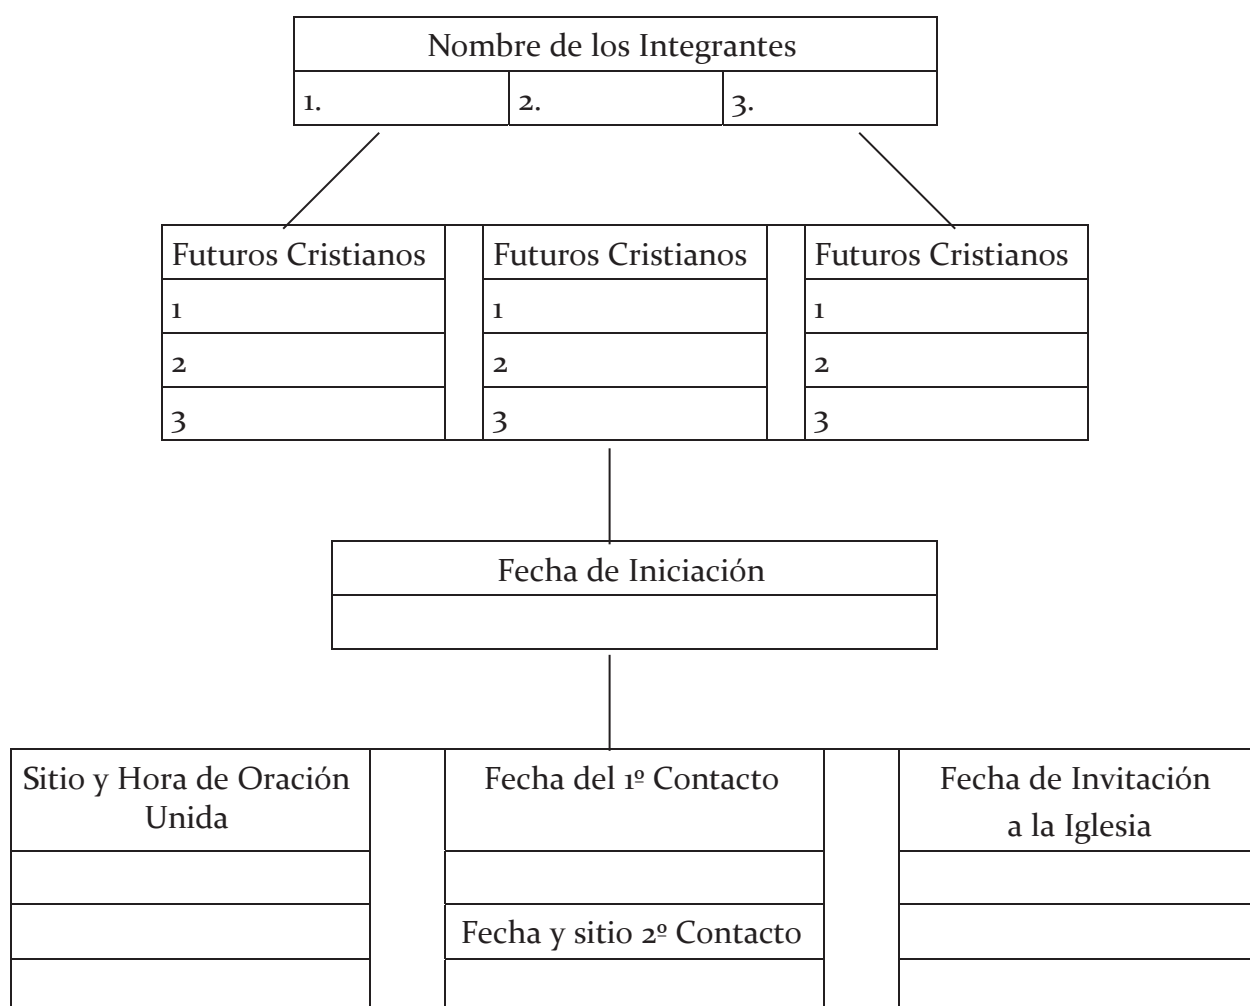 Nombre de los Integrantes
1. 2. 3.
Futuros Cristianos Futuros Cristianos Futuros Cristianos
1 1 1
2 2 2
3 3 3
Fecha de Iniciación
Sitio y Hora de Oración
Unida
Fecha del 1º Contacto
Fecha de Invitación
a la Iglesia
Fecha y sitio 2º Contacto